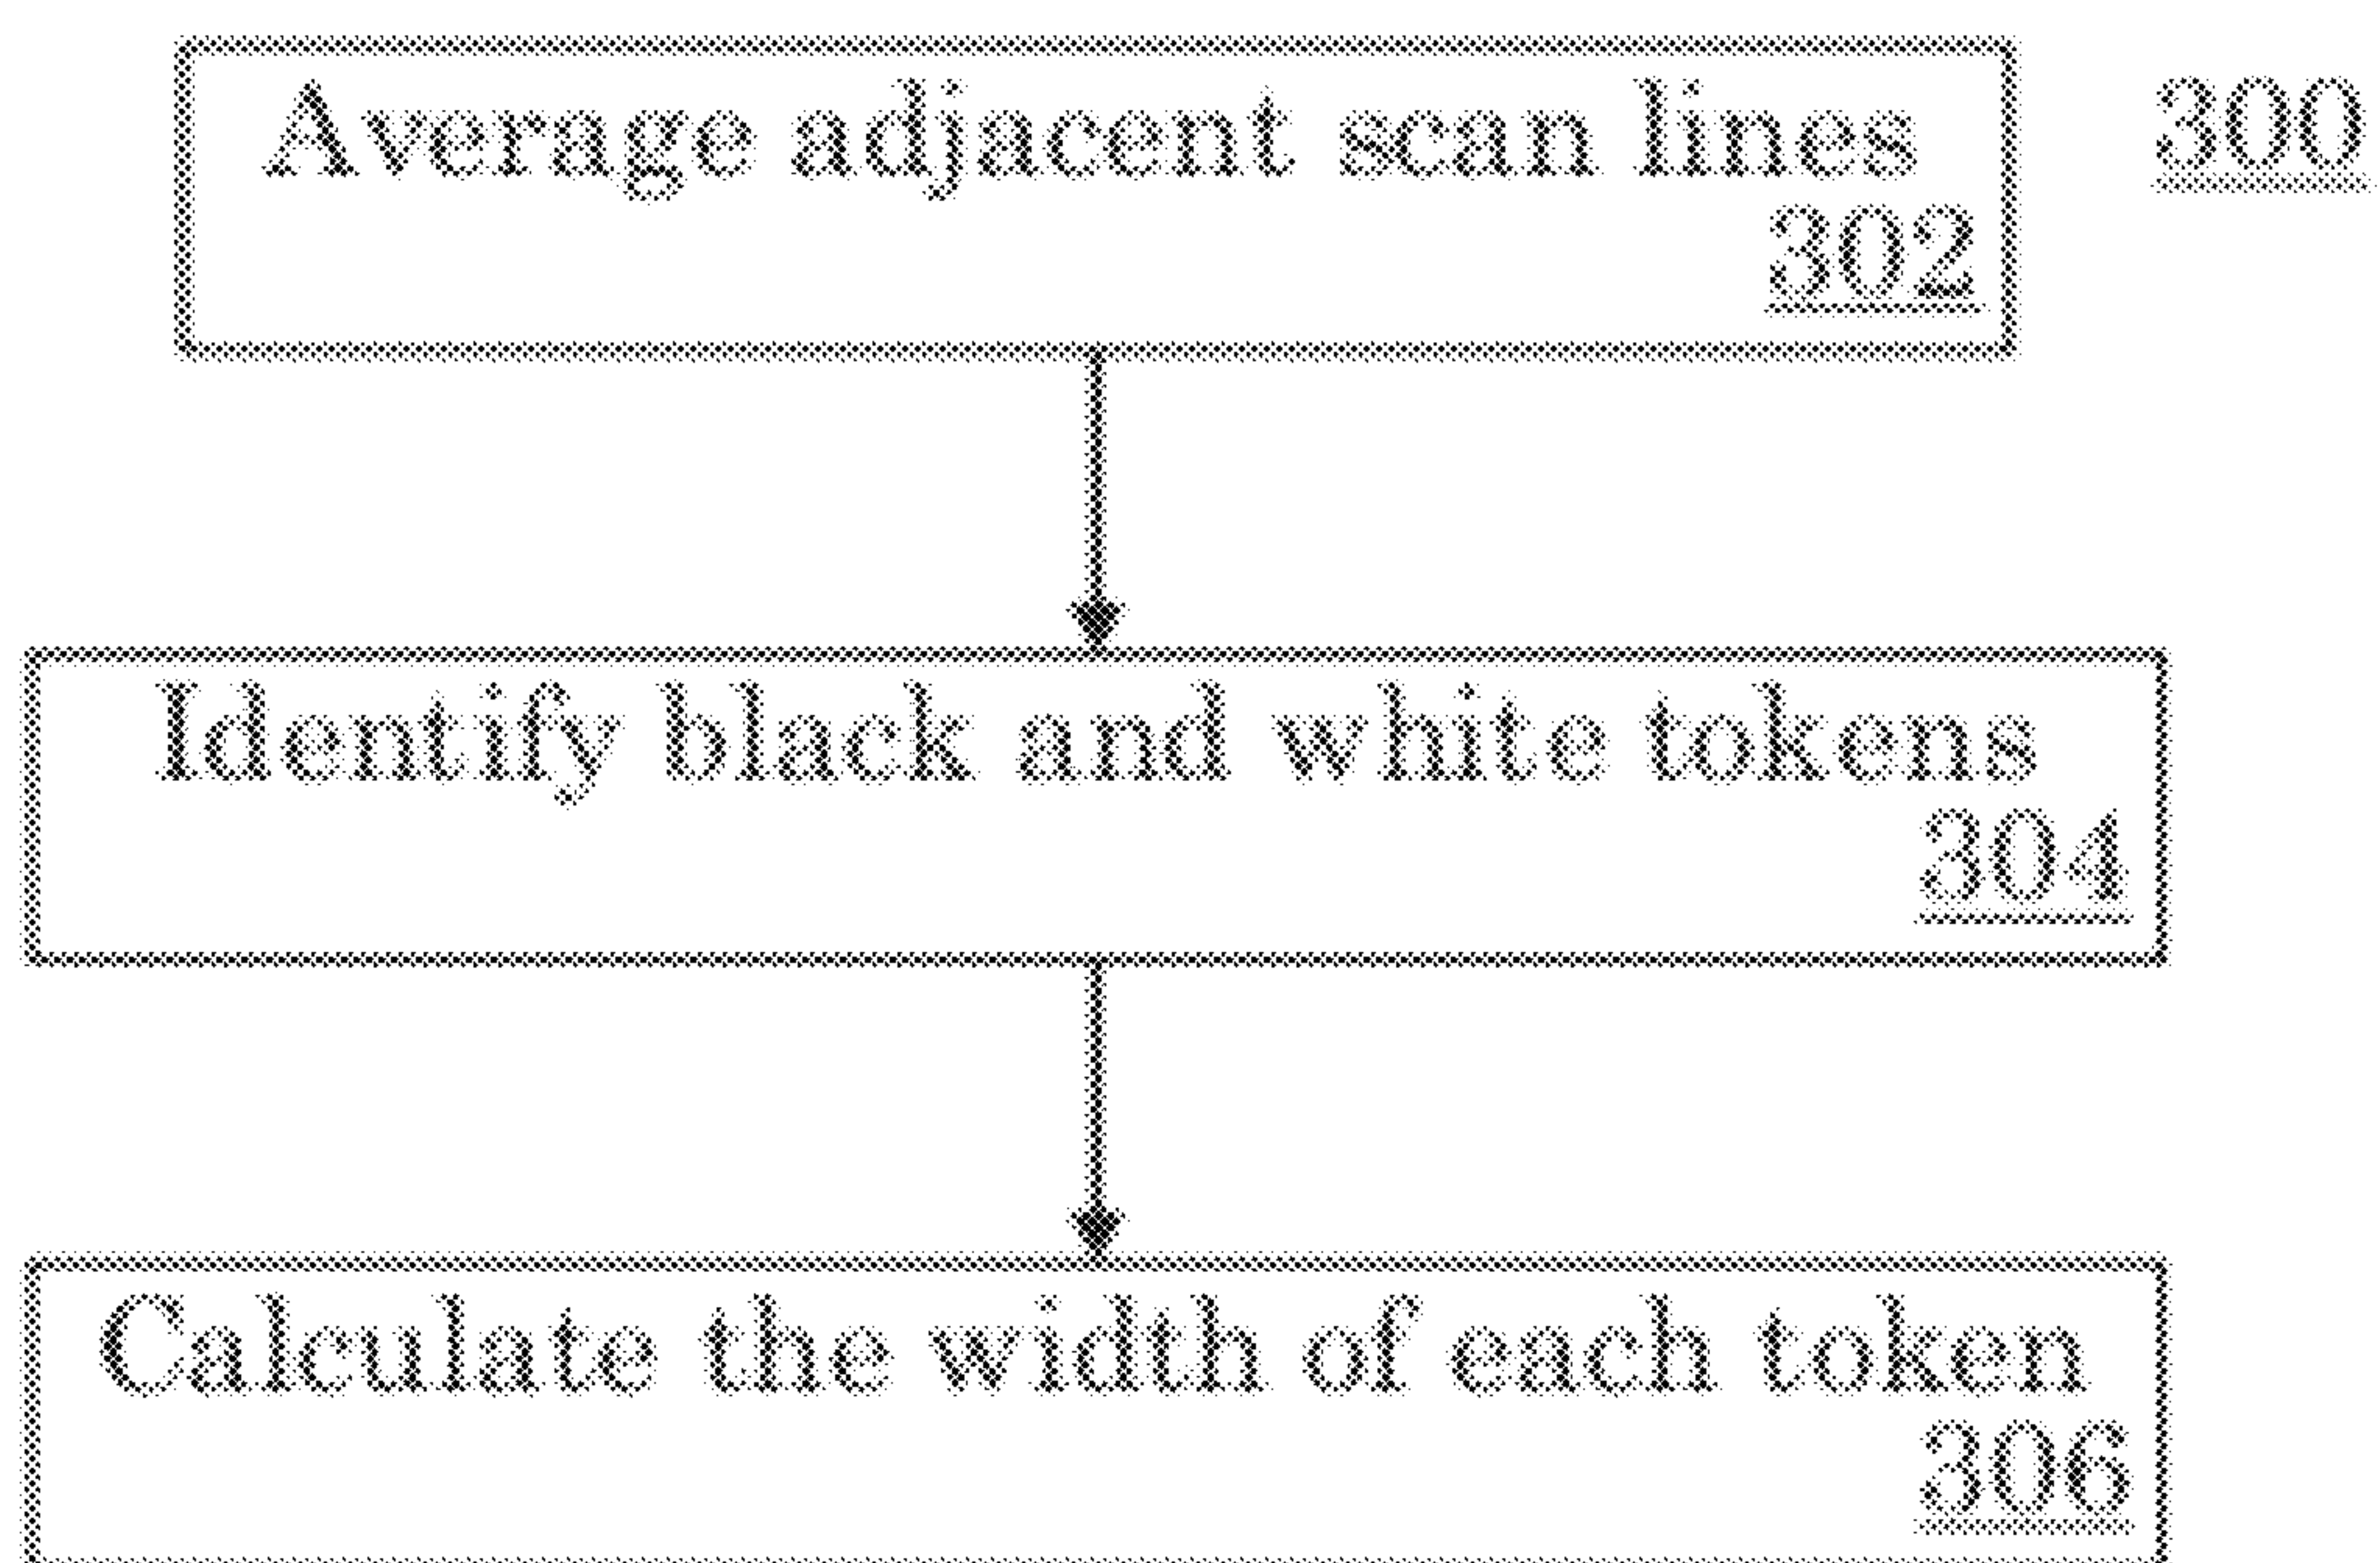 Average adjacent scan lines
300
302
Identify black and white tokens
304
Calculate the width of each token
306